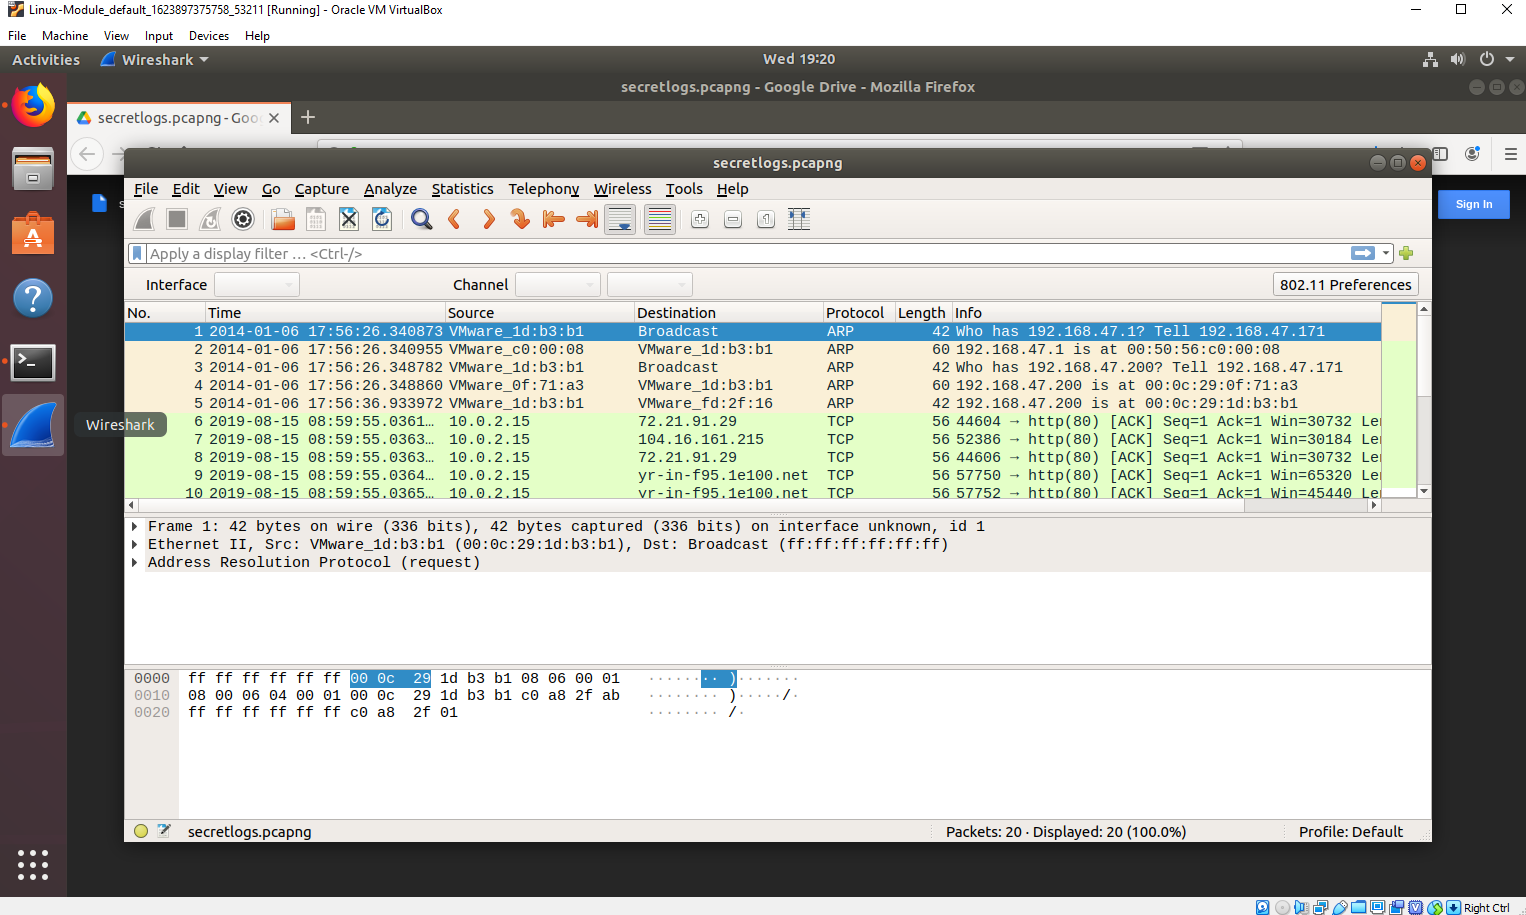 Linux-Module_default_1623897375758_53211 [Running] - Oracle VM VirtualBox
File Machine View Input Devices Help
Activities Wireshark Wed 19:20
secretlogs.pcapng - Google Drive - Mozilla Firefox
secretlogs.pcapng - Goo
secretlogs.pcapng
File Edit View Go Capture Analyze Statistics Telephony Wireless Tools Help
s
Sign In
Apply a display filter … <Ctrl-/>
Interface Channel 802.11 Preferences
No. Time Source Destination Protocol Length Info
1 2014-01-06 17:56:26.340873 VMware_1d:b3:b1 Broadcast ARP 42 Who has 192.168.47.1? Tell 192.168.47.171
2 2014-01-06 17:56:26.340955 VMware_c0:00:08 VMware_1d:b3:b1 ARP 60 192.168.47.1 is at 00:50:56:c0:00:08
3 2014-01-06 17:56:26.348782 VMware_1d:b3:b1 Broadcast ARP 42 Who has 192.168.47.200? Tell 192.168.47.171
4 2014-01-06 17:56:26.348860 VMware_0f:71:a3 VMware_1d:b3:b1 ARP 60 192.168.47.200 is at 00:0c:29:0f:71:a3
5 2014-01-06 17:56:36.933972 VMware_1d:b3:b1 VMware_fd:2f:16 ARP 42 192.168.47.200 is at 00:0c:29:1d:b3:b1
6 2019-08-15 08:59:55.0361… 10.0.2.15 72.21.91.29 TCP 56 44604 → http(80) [ACK] Seq=1 Ack=1 Win=30732 Le
7 2019-08-15 08:59:55.0363… 10.0.2.15 104.16.161.215 TCP 56 52386 → http(80) [ACK] Seq=1 Ack=1 Win=30184 Le
8 2019-08-15 08:59:55.0363… 10.0.2.15 72.21.91.29 TCP 56 44606 → http(80) [ACK] Seq=1 Ack=1 Win=30732 Le
9 2019-08-15 08:59:55.0364… 10.0.2.15 yr-in-f95.1e100.net TCP 56 57750 → http(80) [ACK] Seq=1 Ack=1 Win=65320 Le
10 2019-08-15 08:59:55.0365… 10.0.2.15 yr-in-f95.1e100.net TCP 56 57752 → http(80) [ACK] Seq=1 Ack=1 Win=45440 Le
Wireshark
Frame 1: 42 bytes on wire (336 bits), 42 bytes captured (336 bits) on interface unknown, id 1
Ethernet II, Src: VMware_1d:b3:b1 (00:0c:29:1d:b3:b1), Dst: Broadcast (ff:ff:ff:ff:ff:ff)
Address Resolution Protocol (request)
0000 ff ff ff ff ff ff 00 0c 29 1d b3 b1 08 06 00 01 ········ )·······
0010 08 00 06 04 00 01 00 0c 29 1d b3 b1 c0 a8 2f ab ········ )·····/·
0020 ff ff ff ff ff ff c0 a8 2f 01 ········ /·
secretlogs.pcapng Packets: 20 · Displayed: 20 (100.0%) Profile: Default
Right Ctrl